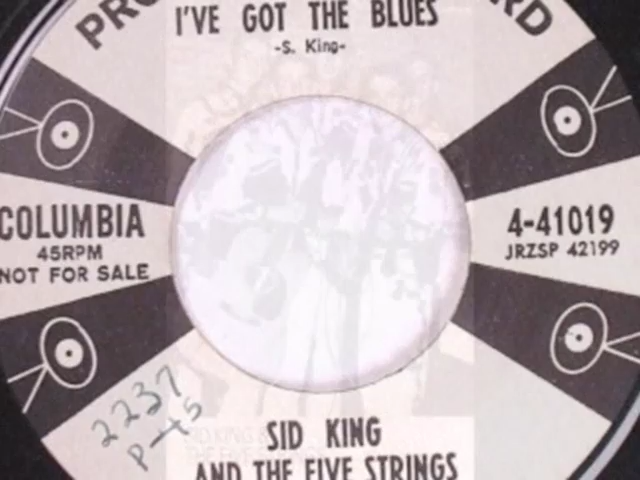 I'VE GOT THE BLUES
-S. King-
COLUMBIA
45RPM
NOT FOR SALE
4-41019
JRZSP 42199
2237
SID KING
AND THE FIVE STRINGS